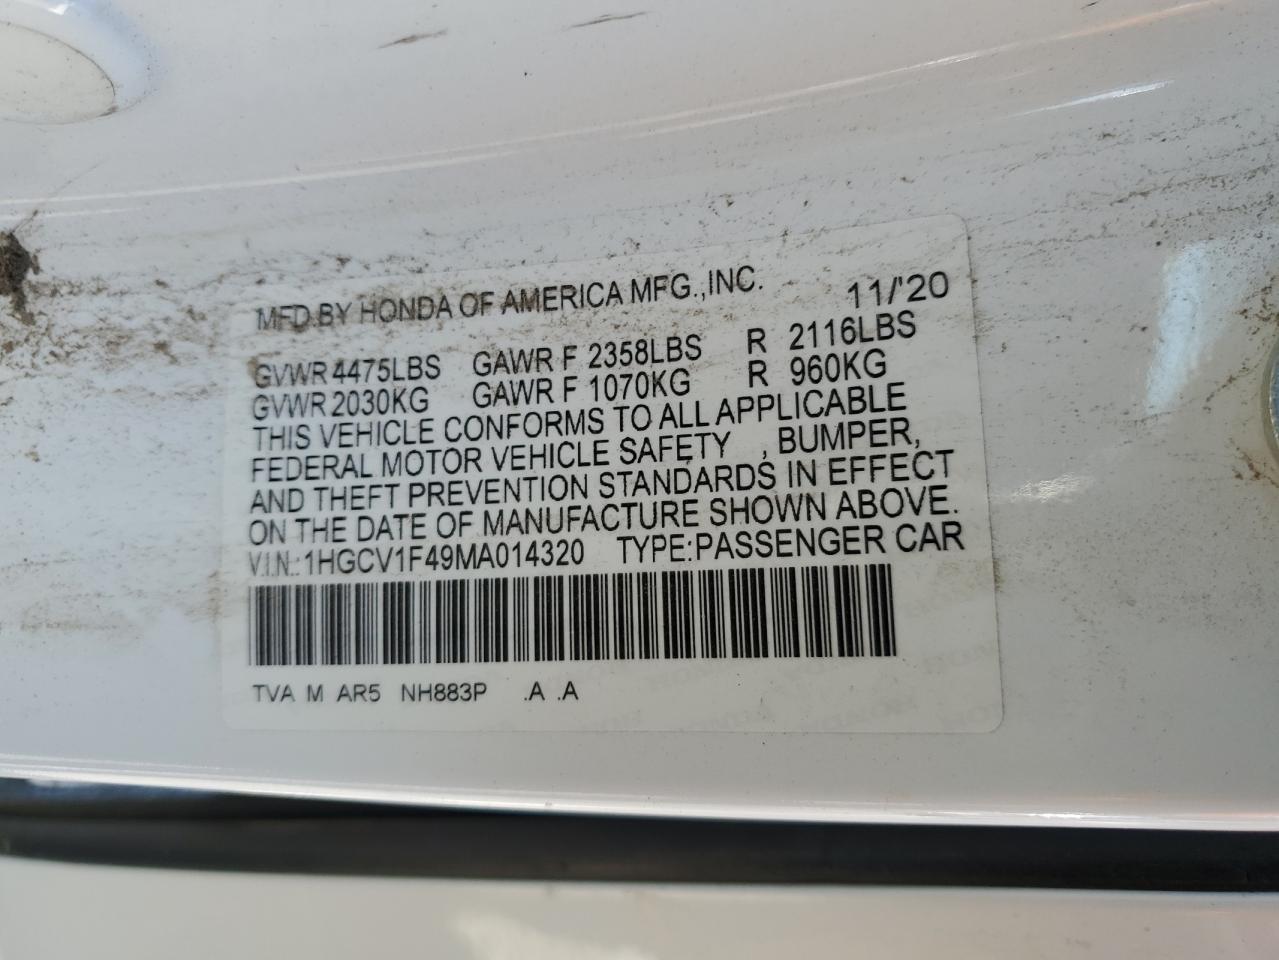 MFD.BY HONDA OF AMERICA MFG.,INC. 11/'20
GVWR 4475LBS GAWR F 2358LBS R 2116LBS
GVWR 2030KG GAWR F 1070KG R 960KG
THIS VEHICLE CONFORMS TO ALL APPLICABLE
FEDERAL MOTOR VEHICLE SAFETY , BUMPER,
AND THEFT PREVENTION STANDARDS IN EFFECT
ON THE DATE OF MANUFACTURE SHOWN ABOVE.
V.I.N.:1HGCV1F49MA014320 TYPE:PASSENGER CAR
TVA M AR5 NH883P .A .A